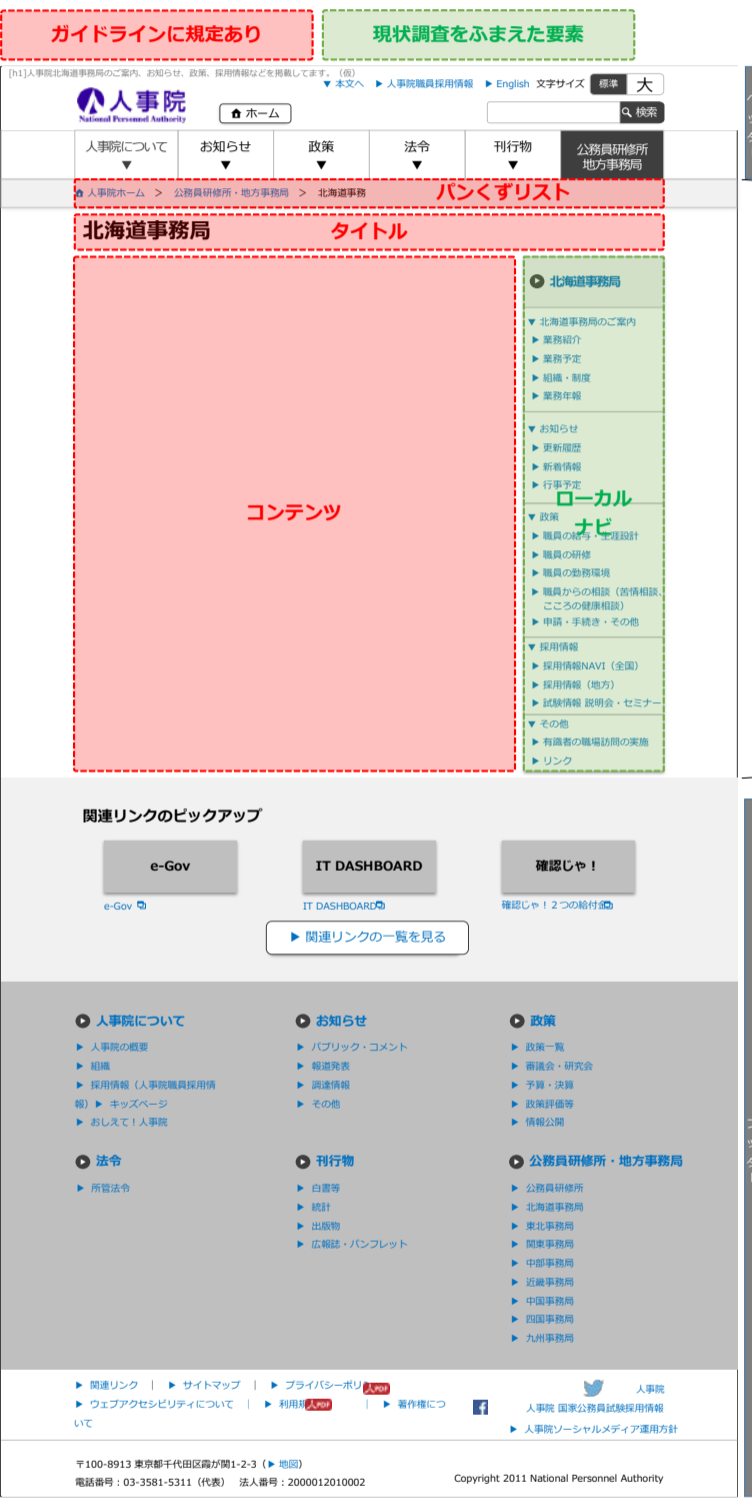 ガイドラインに規定あり
現状調査をふまえた要素
[h1]人事院北海道事務局のご案内、お知らせ、政策、採用情報などを掲載してます。（仮）
▼ 本文へ ▶ 人事院職員採用情報 ▶ English 文字サイズ 標準 大
人事院
National Personnel Authority
ホーム
検索
人事院について
▼
お知らせ
▼
政策
▼
法令
▼
刊行物
▼
公務員研修所
地方事務局
人事院ホーム ＞ 公務員研修所・地方事務局 ＞ 北海道事務
パンくずリスト
北海道事務局
タイトル
コンテンツ
北海道事務局
▼ 北海道事務局のご案内
▶ 業務紹介
▶ 業務予定
▶ 組織・制度
▶ 業務年報
▼ お知らせ
▶ 更新履歴
▶ 新着情報
▶ 行事予定
ローカル
ナビ
▼ 政策
▶ 職員の給与・生涯設計
▶ 職員の研修
▶ 職員の勤務環境
▶ 職員からの相談（苦情相談、
こころの健康相談）
▶ 申請・手続き・その他
▼ 採用情報
▶ 採用情報NAVI（全国）
▶ 採用情報（地方）
▶ 試験情報 説明会・セミナー
▼ その他
▶ 有識者の職場訪問の実施
▶ リンク
関連リンクのピックアップ
e-Gov
IT DASHBOARD
確認じゃ！
e-Gov
IT DASHBOARD
確認じゃ！２つの給付金
▶ 関連リンクの一覧を見る
人事院について
▶ 人事院の概要
▶ 組織
▶ 採用情報（人事院職員採用情
報）▶ キッズページ
▶ おしえて！人事院
お知らせ
▶ パブリック・コメント
▶ 報道発表
▶ 調達情報
▶ その他
政策
▶ 政策一覧
▶ 審議会・研究会
▶ 予算・決算
▶ 政策評価等
▶ 情報公開
法令
▶ 所管法令
刊行物
▶ 白書等
▶ 統計
▶ 出版物
▶ 広報誌・パンフレット
公務員研修所・地方事務局
▶ 公務員研修所
▶ 北海道事務局
▶ 東北事務局
▶ 関東事務局
▶ 中部事務局
▶ 近畿事務局
▶ 中国事務局
▶ 四国事務局
▶ 九州事務局
▶ 関連リンク ｜ ▶ サイトマップ ｜ ▶ プライバシーポリ PDF
▶ ウェブアクセシビリティについて ｜ ▶ 利用規 PDF ｜ ▶ 著作権につ
いて
人事院
人事院 国家公務員試験採用情報
▶ 人事院ソーシャルメディア運用方針
〒100-8913 東京都千代田区霞が関1-2-3（▶ 地図）
電話番号：03-3581-5311（代表） 法人番号：2000012010002
Copyright 2011 National Personnel Authority